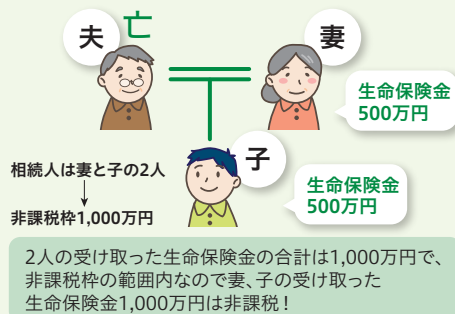 夫
亡
妻
生命保険金
500万円
子
相続人は妻と子の2人
↓
非課税枠1,000万円
生命保険金
500万円
2人の受け取った生命保険金の合計は1,000万円で、
非課税枠の範囲内なので妻、子の受け取った
生命保険金1,000万円は非課税！